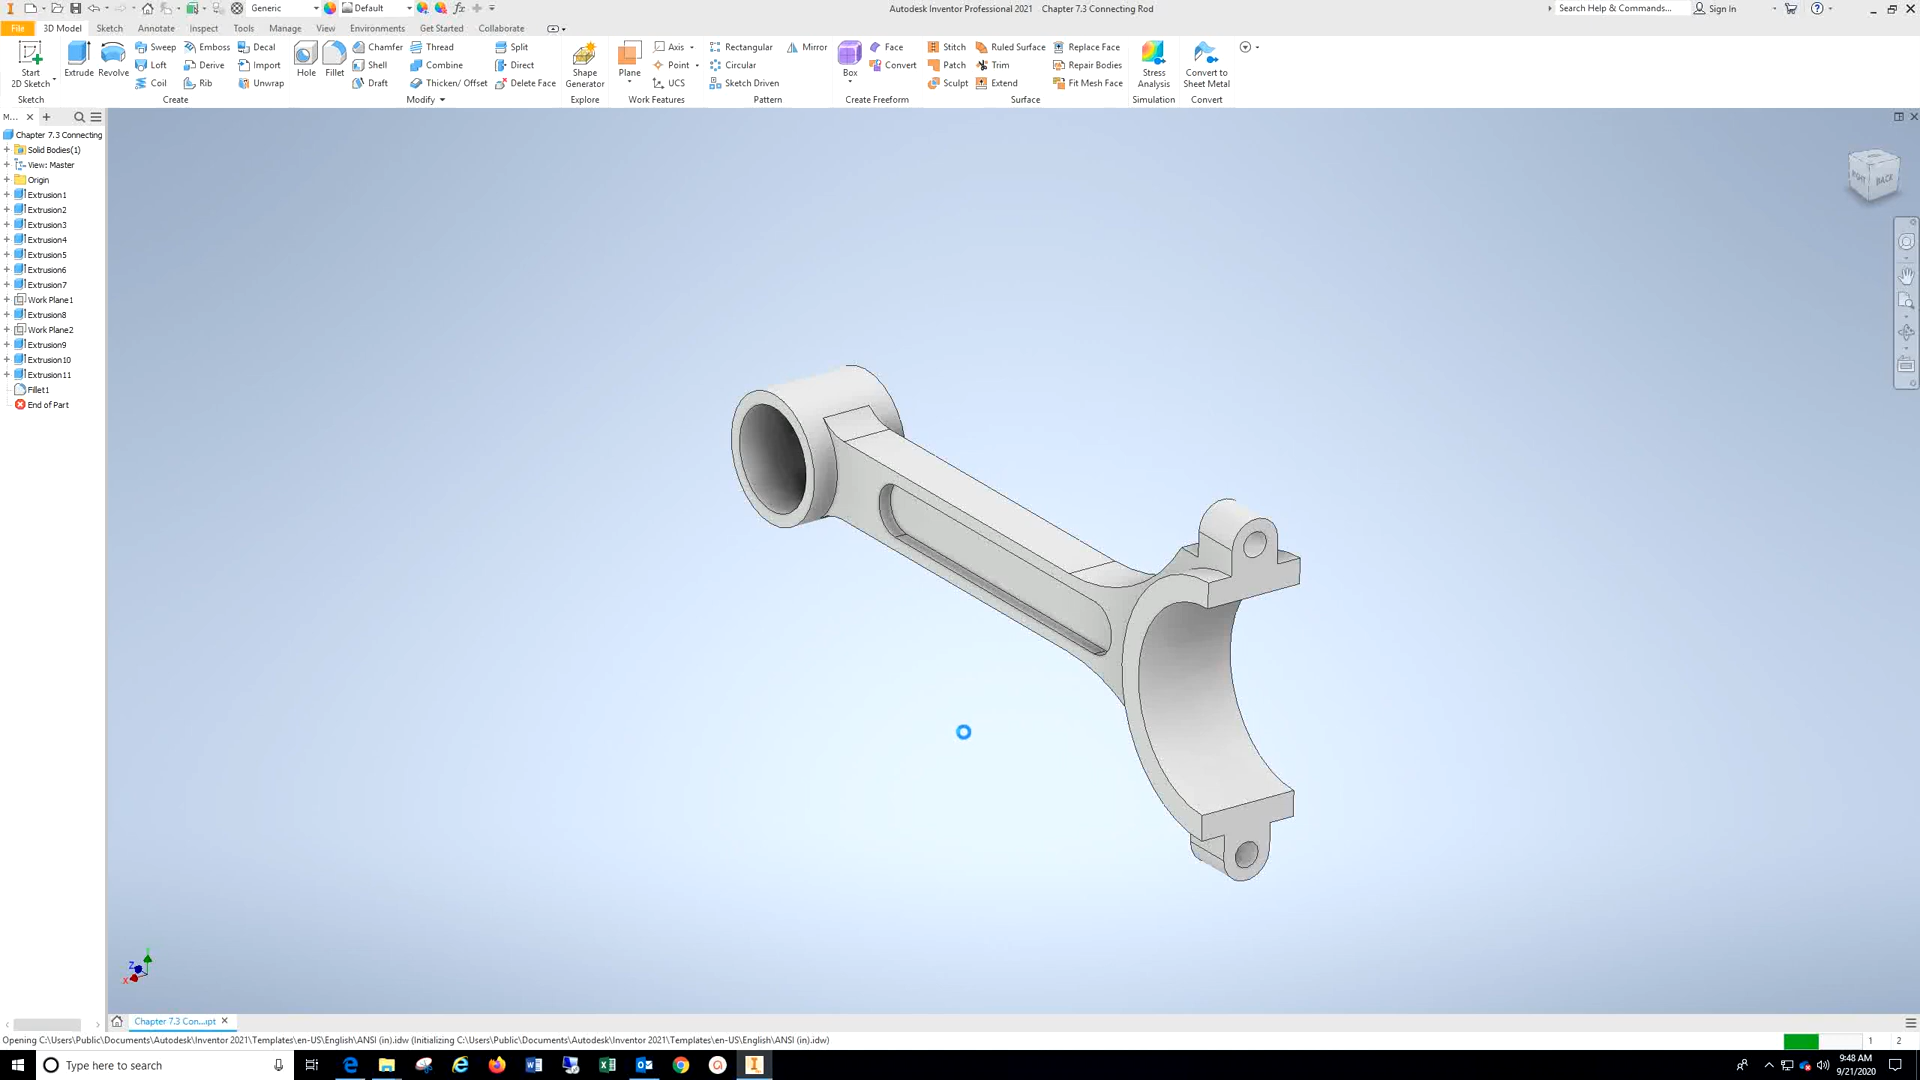 Generic Default Autodesk Inventor Professional 2021 Chapter 7.3 Connecting Rod Search Help & Commands... Sign In
File 3D Model Sketch Annotate Inspect Tools Manage View Environments Get Started Collaborate
Start
2D Sketch
Sketch
Extrude Revolve
Sweep Emboss Decal
Loft Derive Import
Coil Rib Unwrap
Create
Hole Fillet
Chamfer Thread Split
Shell Combine Direct
Draft Thicken/ Offset Delete Face
Modify
Shape
Generator
Explore
Plane
Axis
Point
UCS
Work Features
Rectangular Mirror
Circular
Sketch Driven
Pattern
Box
Face
Convert
Create Freeform
Stitch Ruled Surface Replace Face
Patch Trim Repair Bodies
Sculpt Extend Fit Mesh Face
Surface
Stress
Analysis
Simulation
Convert to
Sheet Metal
Convert
M...
Chapter 7.3 Connecting
Solid Bodies(1)
View: Master
Origin
Extrusion1
Extrusion2
Extrusion3
Extrusion4
Extrusion5
Extrusion6
Extrusion7
Work Plane1
Extrusion8
Work Plane2
Extrusion9
Extrusion10
Extrusion11
Fillet1
End of Part
RIGHT BACK
Z
X
Chapter 7.3 Con...ipt
Opening C:\Users\Public\Documents\Autodesk\Inventor 2021\Templates\en-US\English\ANSI (in).idw (Initializing C:\Users\Public\Documents\Autodesk\Inventor 2021\Templates\en-US\English\ANSI (in).idw) 1 2
Type here to search
9:48 AM
9/21/2020